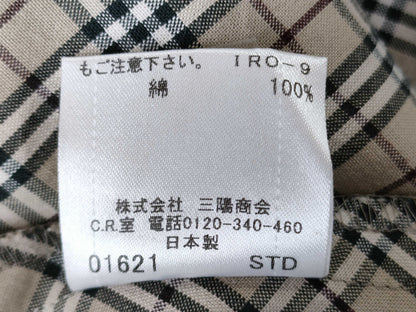 もご注意下さい。 IRO-9
綿 100%
株式会社 三陽商会
C.R.室 電話0120-340-460
日本製
01621 STD